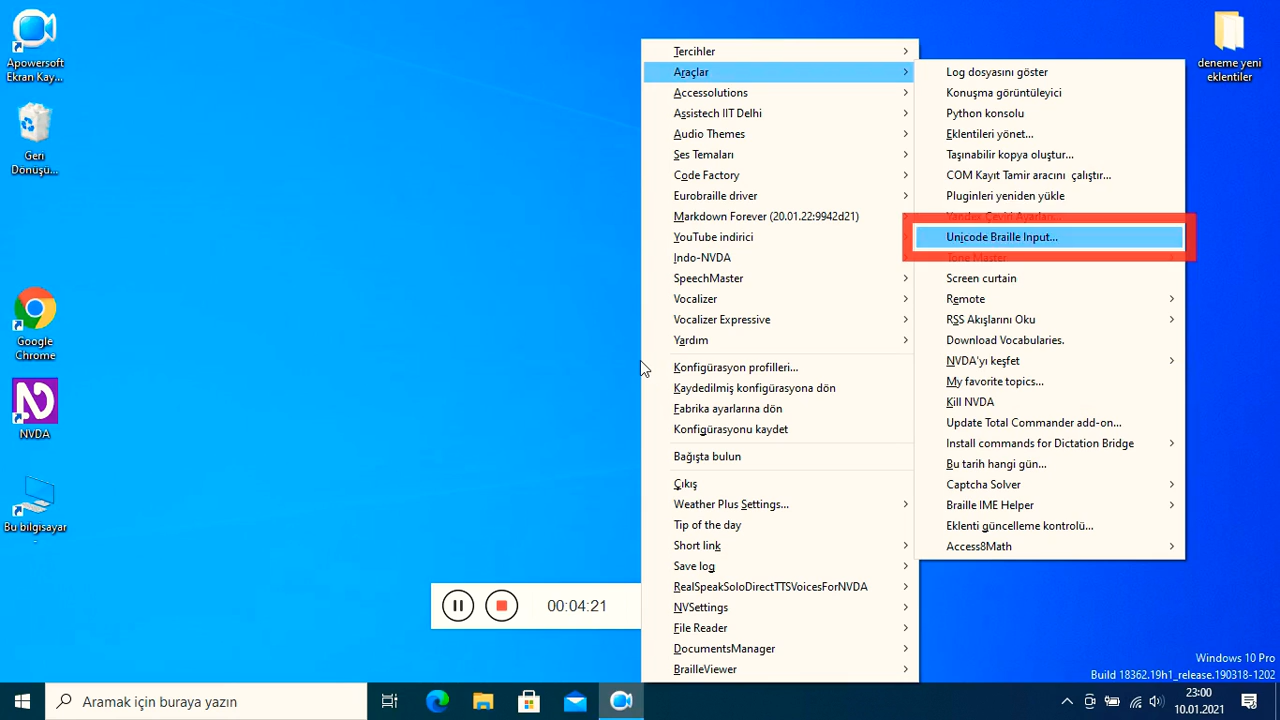 Apowersoft
Ekran Kay...
Geri
Dönüşü...
Google
Chrome
NVDA
Bu bilgisayar
deneme yeni
eklentiler
Tercihler
Araçlar
Accessolutions
Assistech IIT Delhi
Audio Themes
Ses Temaları
Code Factory
Eurobraille driver
Markdown Forever (20.01.22:9942d21)
YouTube indirici
Indo-NVDA
SpeechMaster
Vocalizer
Vocalizer Expressive
Yardım
Konfigürasyon profilleri...
Kaydedilmiş konfigürasyona dön
Fabrika ayarlarına dön
Konfigürasyonu kaydet
Bağışta bulun
Çıkış
Weather Plus Settings...
Tip of the day
Short link
Save log
RealSpeakSoloDirectTTSVoicesForNVDA
NVSettings
File Reader
DocumentsManager
BrailleViewer
Log dosyasını göster
Konuşma görüntüleyici
Python konsolu
Eklentileri yönet...
Taşınabilir kopya oluştur...
COM Kayıt Tamir aracını çalıştır...
Pluginleri yeniden yükle
Yandex Çeviri Ayarları...
Unicode Braille Input...
Tone Master
Screen curtain
Remote
RSS Akışlarını Oku
Download Vocabularies.
NVDA'yı keşfet
My favorite topics...
Kill NVDA
Update Total Commander add-on...
Install commands for Dictation Bridge
Bu tarih hangi gün...
Captcha Solver
Braille IME Helper
Eklenti güncelleme kontrolü...
Access8Math
00:04:21
Windows 10 Pro
Build 18362.19h1_release.190318-1202
Aramak için buraya yazın
23:00
10.01.2021